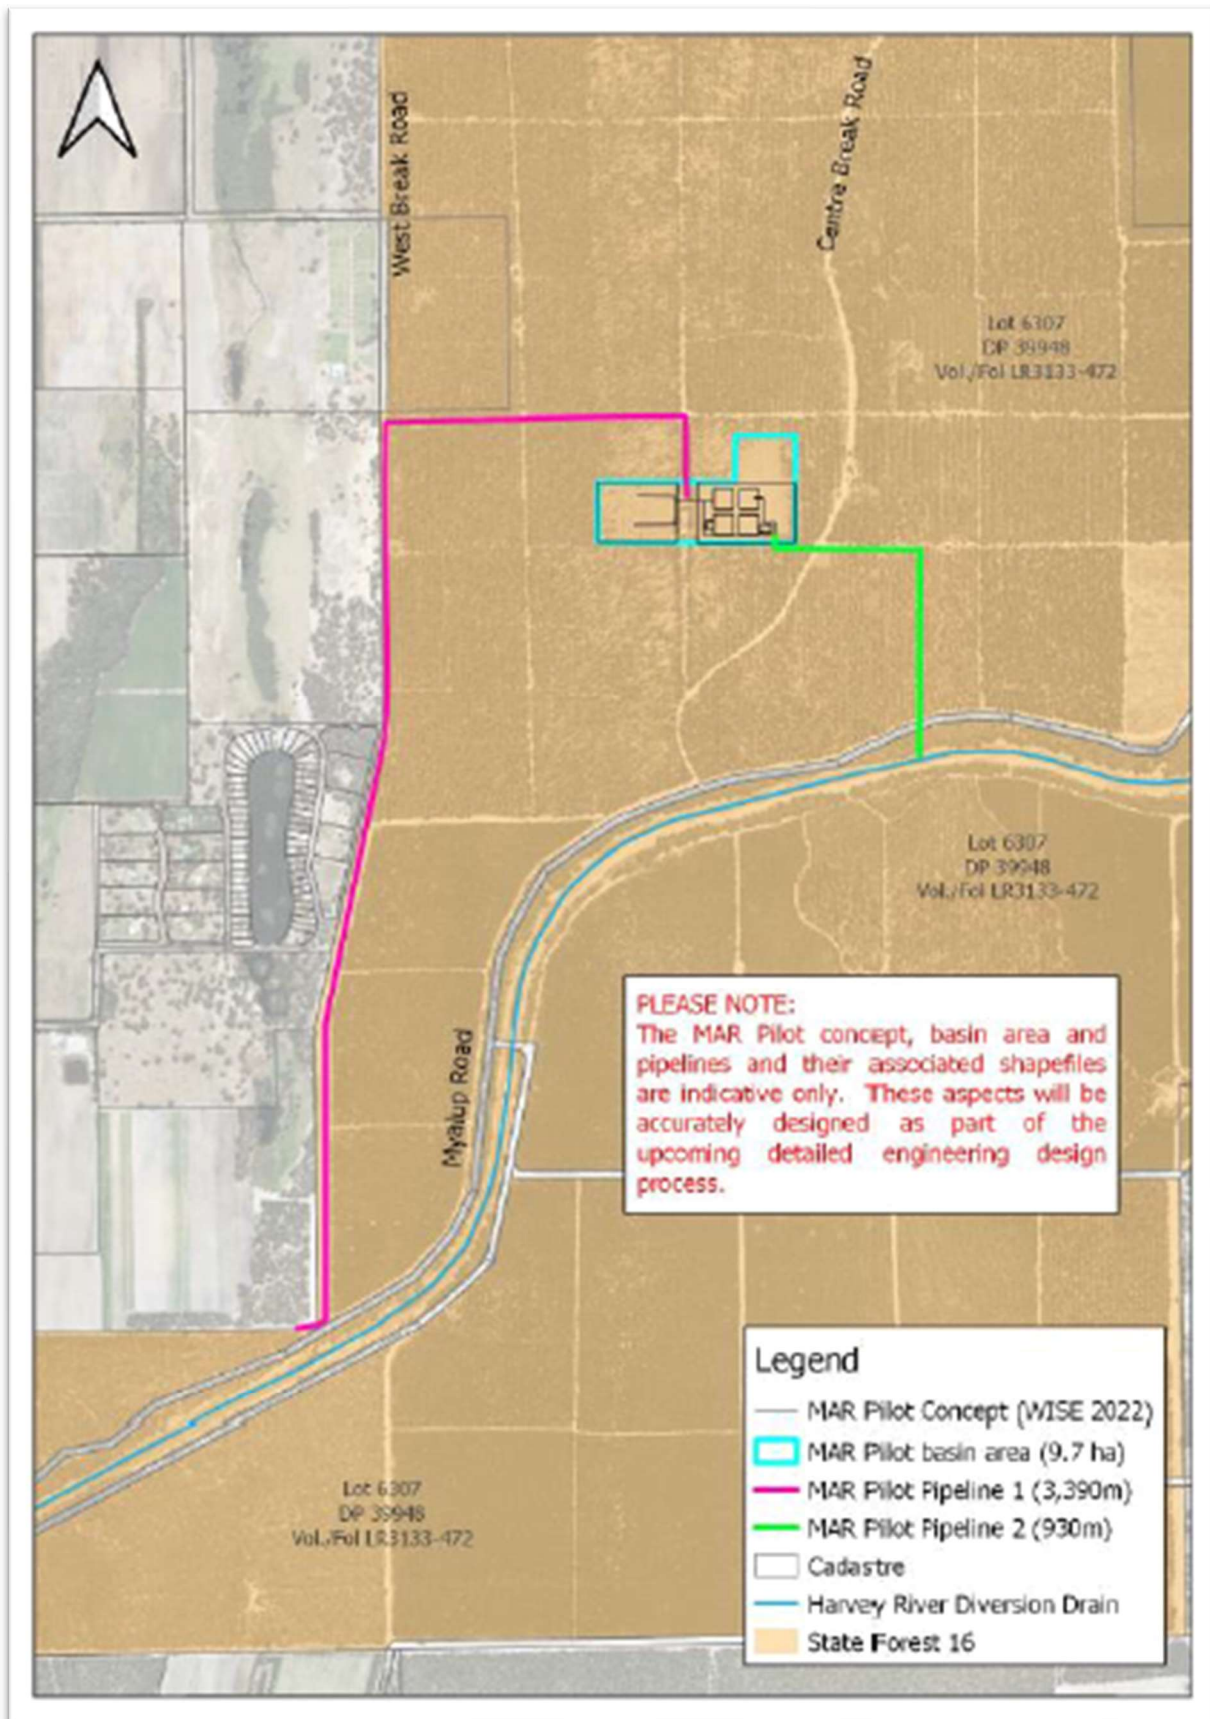 West Break Road
Centre Break Road
Lot 6307
DP 39948
Vol./Fol LR3133-472
Lot 6307
DP 39948
Vol./Fol LR3133-472
PLEASE NOTE:
The MAR Pilot concept, basin area and
pipelines and their associated shapefiles
are indicative only. These aspects will be
accurately designed as part of the
upcoming detailed engineering design
process.
Myalup Road
Legend
MAR Pilot Concept (WISE 2022)
MAR Pilot basin area (9.7 ha)
MAR Pilot Pipeline 1 (3,390m)
MAR Pilot Pipeline 2 (930m)
Cadastre
Harvey River Diversion Drain
State Forest 16
Lot 6307
DP 39948
Vol./Fol LR3133-472